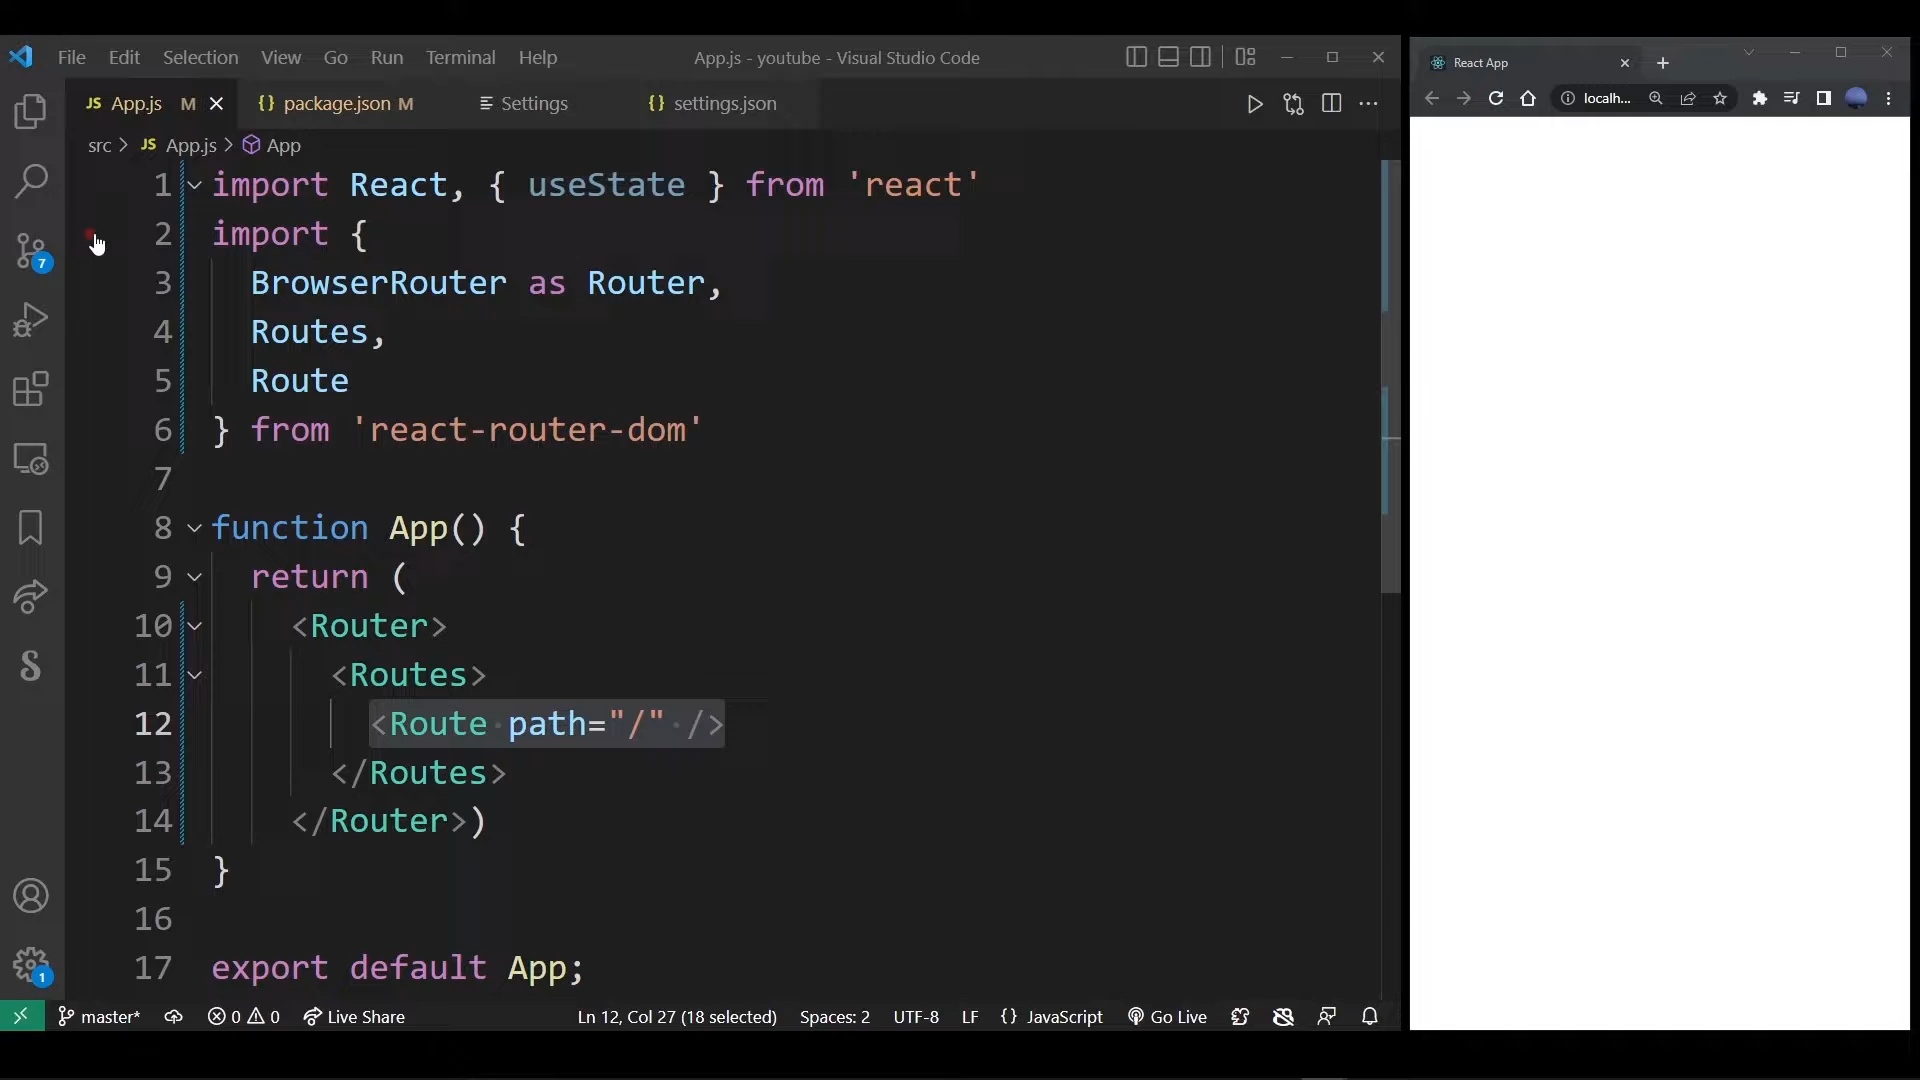 File Edit Selection View Go Run Terminal Help App.js - youtube - Visual Studio Code
React App
JS App.js M {} package.json M Settings {} settings.json
localh...
src > JS App.js > App
1 import React, { useState } from 'react'
2 import {
3 BrowserRouter as Router,
4 Routes,
5 Route
6 } from 'react-router-dom'
7
8 function App() {
9 return (
10 <Router>
11 <Routes>
12 <Route path="/" />
13 </Routes>
14 </Router>)
15 }
16
17 export default App;
7
1
master* 0 0 Live Share Ln 12, Col 27 (18 selected) Spaces: 2 UTF-8 LF {} JavaScript Go Live